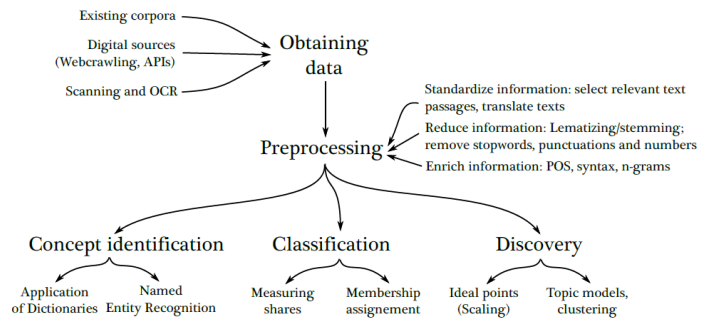 Existing corpora
Digital sources
(Webcrawling, APIs)
Scanning and OCR
Obtaining
data
Standardize information: select relevant text
passages, translate texts
Reduce information: Lematizing/stemming;
remove stopwords, punctuations and numbers
Enrich information: POS, syntax, n-grams
Preprocessing
Concept identification
Classification
Discovery
Application
of Dictionaries
Named
Entity Recognition
Measuring
shares
Membership
assignement
Ideal points
(Scaling)
Topic models,
clustering